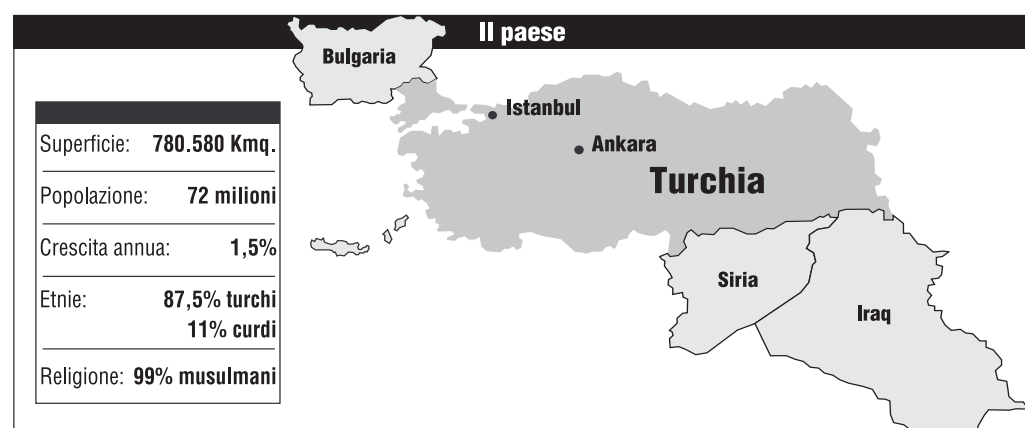 Il paese
Bulgaria
Istanbul
Ankara
Turchia
Siria
Iraq
Superficie: 780.580 Kmq.
Popolazione: 72 milioni
Crescita annua: 1,5%
Etnie: 87,5% turchi
11% curdi
Religione: 99% musulmani